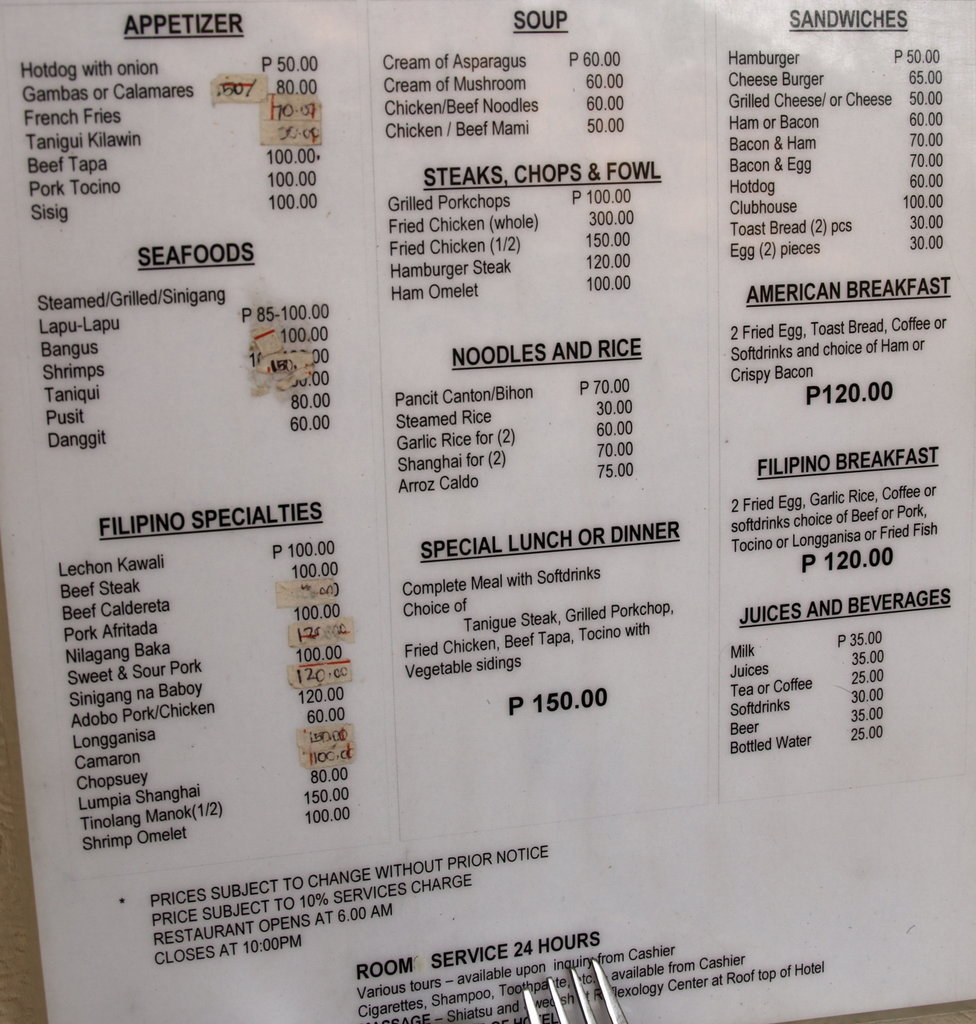 APPETIZER
Hotdog with onion P 50.00
Gambas or Calamares 80.00
French Fries
Tanigui Kilawin
Beef Tapa 100.00
Pork Tocino 100.00
Sisig 100.00
SEAFOODS
Steamed/Grilled/Sinigang
Lapu-Lapu P 85-100.00
Bangus 100.00
Shrimps
Taniqui
Pusit 80.00
Danggit 60.00
FILIPINO SPECIALTIES
Lechon Kawali P 100.00
Beef Steak 100.00
Beef Caldereta
Pork Afritada 100.00
Nilagang Baka
Sweet & Sour Pork 100.00
Sinigang na Baboy 120.00
Adobo Pork/Chicken 120.00
Longganisa 60.00
Camaron
Chopsuey
Lumpia Shanghai 80.00
Tinolang Manok(1/2) 150.00
Shrimp Omelet 100.00
SOUP
Cream of Asparagus P 60.00
Cream of Mushroom 60.00
Chicken/Beef Noodles 60.00
Chicken / Beef Mami 50.00
STEAKS, CHOPS & FOWL
Grilled Porkchops P 100.00
Fried Chicken (whole) 300.00
Fried Chicken (1/2) 150.00
Hamburger Steak 120.00
Ham Omelet 100.00
NOODLES AND RICE
Pancit Canton/Bihon P 70.00
Steamed Rice 30.00
Garlic Rice for (2) 60.00
Shanghai for (2) 70.00
Arroz Caldo 75.00
SPECIAL LUNCH OR DINNER
Complete Meal with Softdrinks
Choice of
Tanigue Steak, Grilled Porkchop,
Fried Chicken, Beef Tapa, Tocino with
Vegetable sidings
P 150.00
SANDWICHES
Hamburger P 50.00
Cheese Burger 65.00
Grilled Cheese/ or Cheese 50.00
Ham or Bacon 60.00
Bacon & Ham 70.00
Bacon & Egg 70.00
Hotdog 60.00
Clubhouse 100.00
Toast Bread (2) pcs 30.00
Egg (2) pieces 30.00
AMERICAN BREAKFAST
2 Fried Egg, Toast Bread, Coffee or
Softdrinks and choice of Ham or
Crispy Bacon
P120.00
FILIPINO BREAKFAST
2 Fried Egg, Garlic Rice, Coffee or
softdrinks choice of Beef or Pork,
Tocino or Longganisa or Fried Fish
P 120.00
JUICES AND BEVERAGES
Milk P 35.00
Juices 35.00
Tea or Coffee 25.00
Softdrinks 30.00
Beer 35.00
Bottled Water 25.00
* PRICES SUBJECT TO CHANGE WITHOUT PRIOR NOTICE
PRICE SUBJECT TO 10% SERVICES CHARGE
RESTAURANT OPENS AT 6.00 AM
CLOSES AT 10:00PM
ROOM SERVICE 24 HOURS
Various tours – available upon inquiry from Cashier
Cigarettes, Shampoo, Toothpaste, etc. available from Cashier
MASSAGE – Shiatsu and Swedish at Reflexology Center at Roof top of Hotel